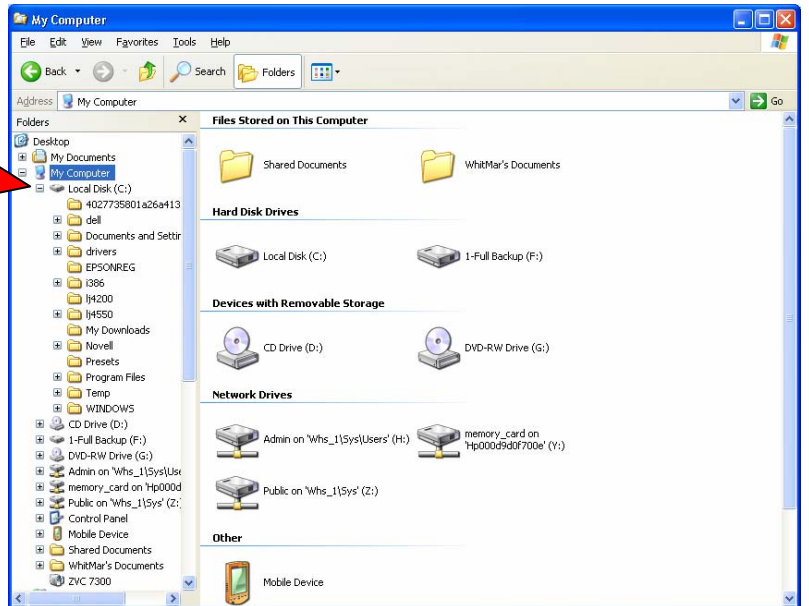 My Computer
File Edit View Favorites Tools Help
Back Search Folders
Address My Computer Go
Folders
Desktop
My Documents
My Computer
Local Disk (C:)
4027735801a26a413
dell
Documents and Settin
drivers
EPSONREG
i386
lj4200
lj4550
My Downloads
Novell
Presets
Program Files
Temp
WINDOWS
CD Drive (D:)
1-Full Backup (F:)
DVD-RW Drive (G:)
Admin on 'Whs_1\Sys\Use
memory_card on 'Hp000d
Public on 'Whs_1\Sys' (Z:)
Control Panel
Mobile Device
Shared Documents
WhitMar's Documents
ZVC 7300
Files Stored on This Computer
Shared Documents
WhitMar's Documents
Hard Disk Drives
Local Disk (C:)
1-Full Backup (F:)
Devices with Removable Storage
CD Drive (D:)
DVD-RW Drive (G:)
Network Drives
Admin on 'Whs_1\Sys\Users' (H:)
memory_card on
'Hp000d9d0f700e' (Y:)
Public on 'Whs_1\Sys' (Z:)
Other
Mobile Device